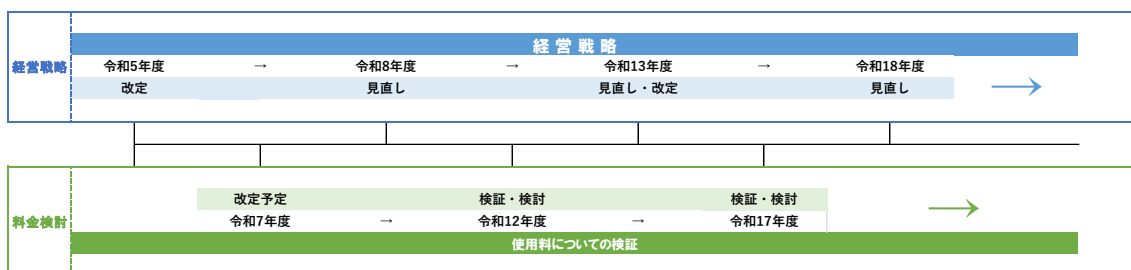 経営戦略
経営戦略
令和5年度 → 令和8年度 → 令和13年度 → 令和18年度
改定 見直し 見直し・改定 見直し
料金検討
改定予定 検証・検討 検証・検討
令和7年度 → 令和12年度 → 令和17年度
使用料についての検証